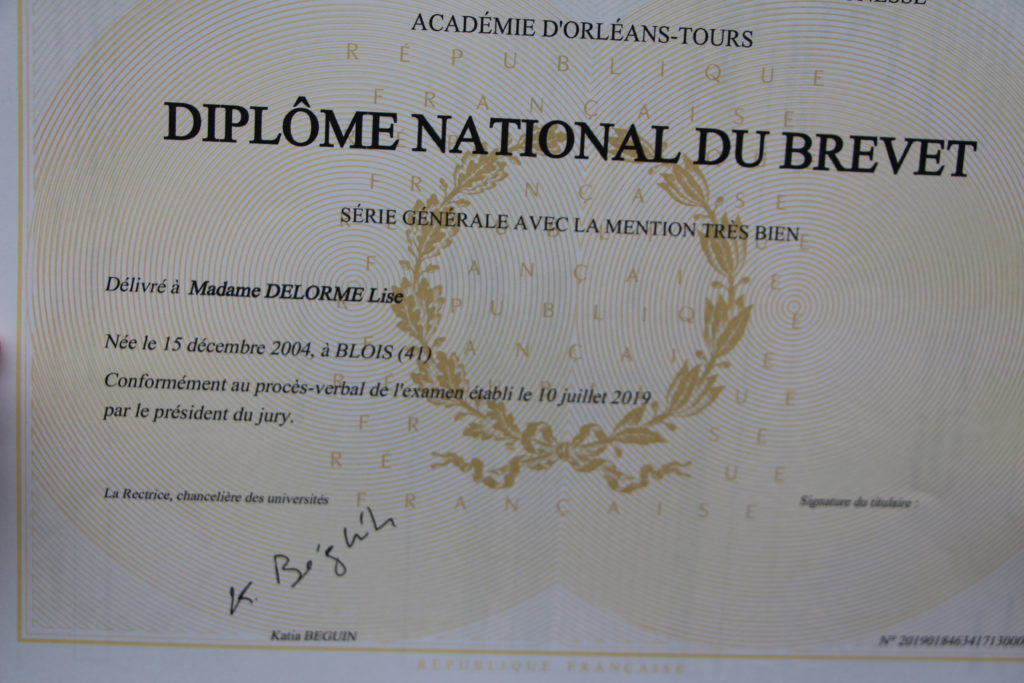 ACADÉMIE D'ORLÉANS-TOURS
DIPLÔME NATIONAL DU BREVET
SÉRIE GÉNÉRALE AVEC LA MENTION TRÈS BIEN
Délivré à Madame DELORME Lise
Née le 15 décembre 2004, à BLOIS (41)
Conformément au procès-verbal de l'examen établi le 10 juillet 2019
par le président du jury.
La Rectrice, chancelière des universités
Signature du titulaire :
K. Béguin
Katia BEGUIN
RÉPUBLIQUE FRANÇAISE